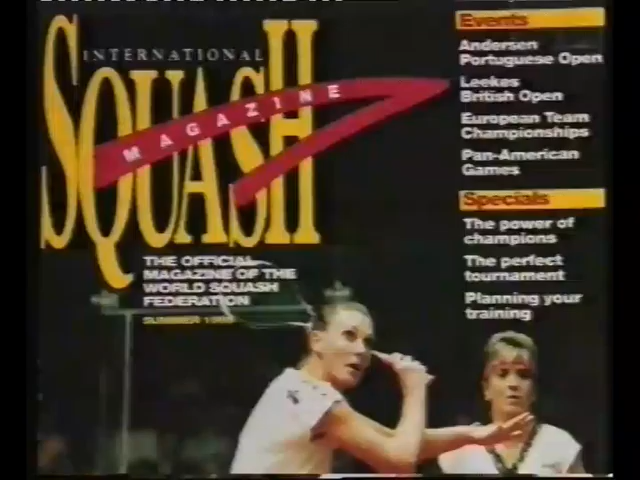 INTERNATIONAL
SQUASH
MAGAZINE
THE OFFICIAL
MAGAZINE OF THE
WORLD SQUASH
FEDERATION
SUMMER
Events
Andersen
Portuguese Open
Leekes
British Open
European Team
Championships
Pan-American
Games
Specials
The power of
champions
The perfect
tournament
Planning your
training